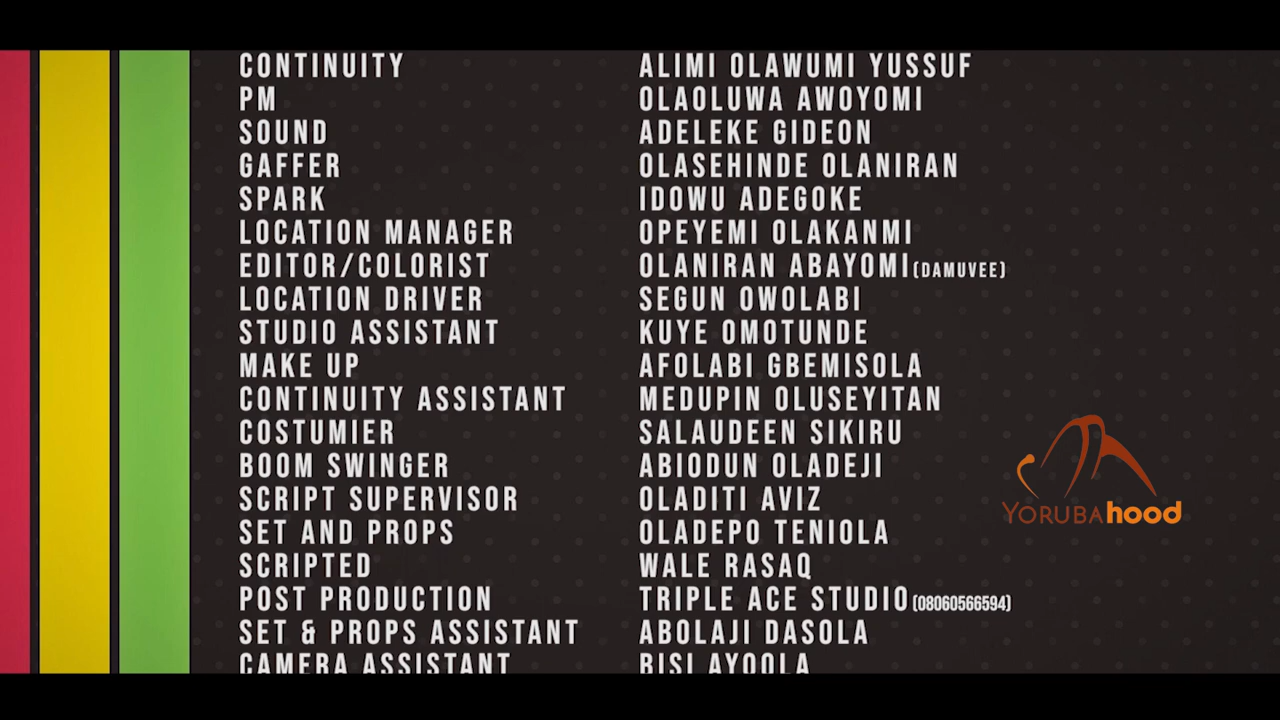 CONTINUITY ALIMI OLAWUMI YUSSUF
PM OLAOLUWA AWOYOMI
SOUND ADELEKE GIDEON
GAFFER OLASEHINDE OLANIRAN
SPARK IDOWU ADEGOKE
LOCATION MANAGER OPEYEMI OLAKANMI
EDITOR/COLORIST OLANIRAN ABAYOMI(DAMUVEE)
LOCATION DRIVER SEGUN OWOLABI
STUDIO ASSISTANT KUYE OMOTUNDE
MAKE UP AFOLABI GBEMISOLA
CONTINUITY ASSISTANT MEDUPIN OLUSEYITAN
COSTUMIER SALAUDEEN SIKIRU
BOOM SWINGER ABIODUN OLADEJI
SCRIPT SUPERVISOR OLADITI AVIZ
YORUBAhood
SET AND PROPS OLADEPO TENIOLA
SCRIPTED WALE RASAQ
POST PRODUCTION TRIPLE ACE STUDIO(08060566594)
SET & PROPS ASSISTANT ABOLAJI DASOLA
CAMERA ASSISTANT BISI AYOOLA